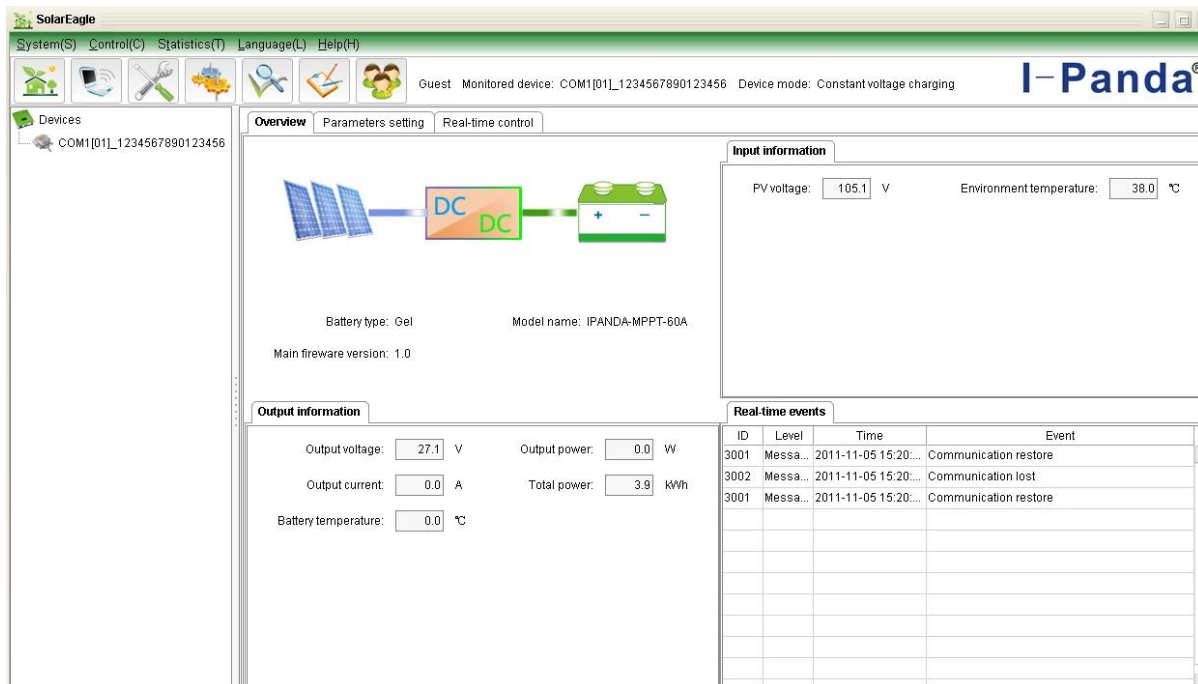 SolarEagle
System(S) Control(C) Statistics(T) Language(L) Help(H)
Guest Monitored device: COM1[01]_1234567890123456 Device mode: Constant voltage charging
I-Panda®
Devices
COM1[01]_1234567890123456
Overview Parameters setting Real-time control
DC
DC
+ −
Battery type: Gel Model name: IPANDA-MPPT-60A
Main fireware version: 1.0
Input information
PV voltage: 105.1 V Environment temperature: 38.0 ℃
Output information
Output voltage: 27.1 V Output power: 0.0 W
Output current: 0.0 A Total power: 3.9 kWh
Battery temperature: 0.0 ℃
Real-time events
ID Level Time Event
3001 Messa... 2011-11-05 15:20:... Communication restore
3002 Messa... 2011-11-05 15:20:... Communication lost
3001 Messa... 2011-11-05 15:20:... Communication restore